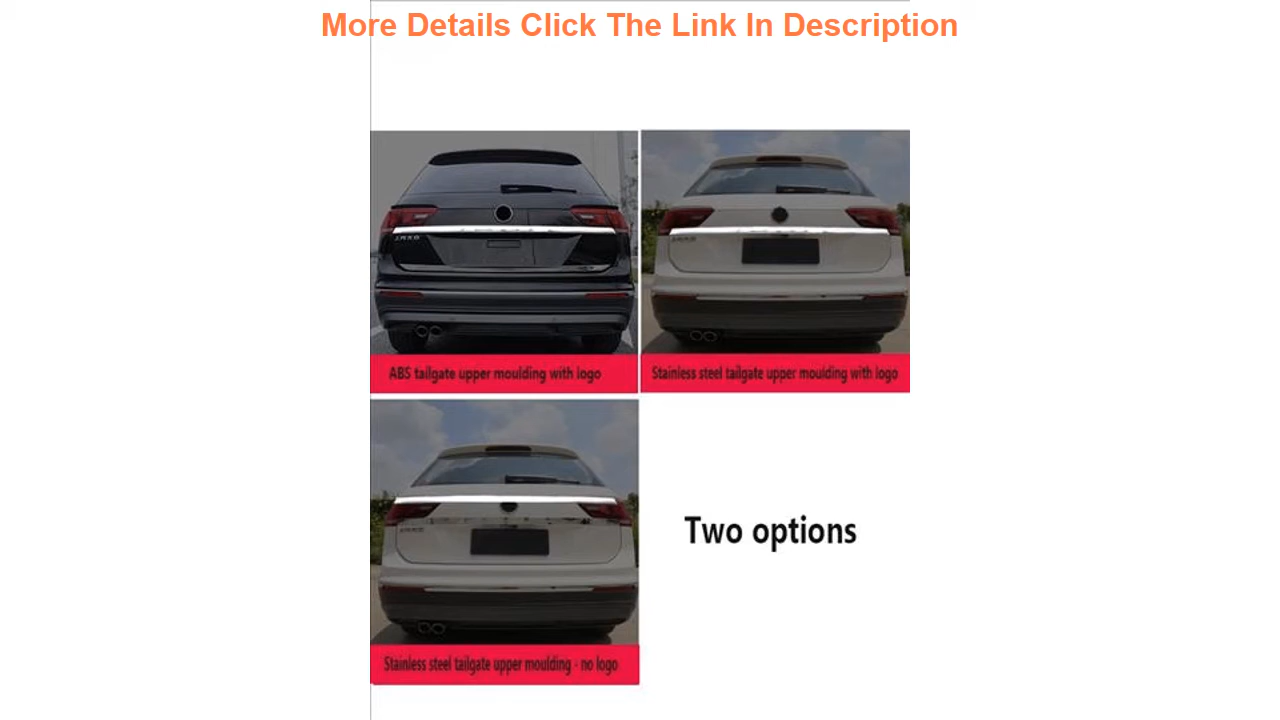 More Details Click The Link In Description
ABS tailgate upper moulding with logo
Stainless steel tailgate upper moulding with logo
Two options
Stainless steel tailgate upper moulding - no logo